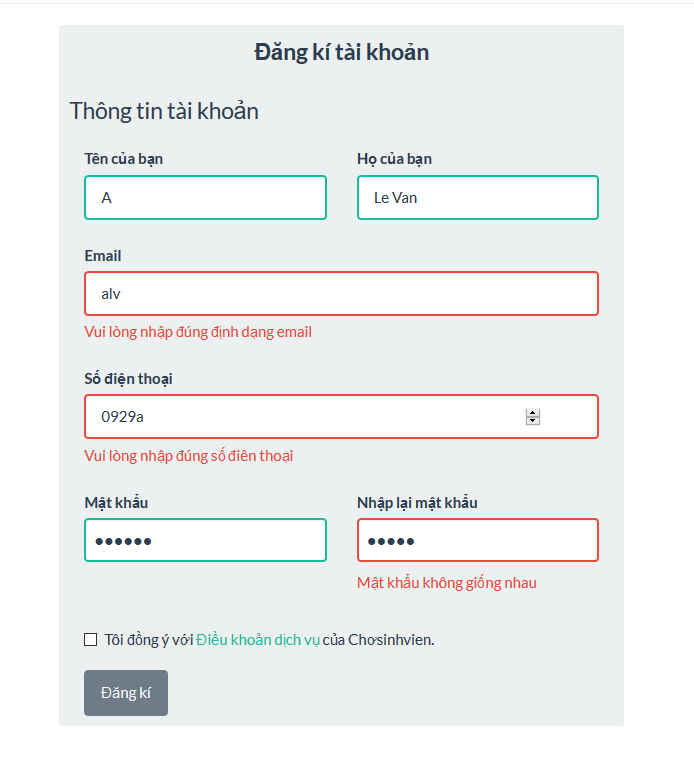 Đăng kí tài khoản
Thông tin tài khoản
Tên của bạn Họ của bạn
A Le Van
Email
alv
Vui lòng nhập đúng định dạng email
Số điện thoại
0929a
Vui lòng nhập đúng số điên thoại
Mật khẩu Nhập lại mật khẩu
●●●●●● ●●●●●
Mật khẩu không giống nhau
Tôi đồng ý với Điều khoản dịch vụ của Chơsinhvien.
Đăng kí